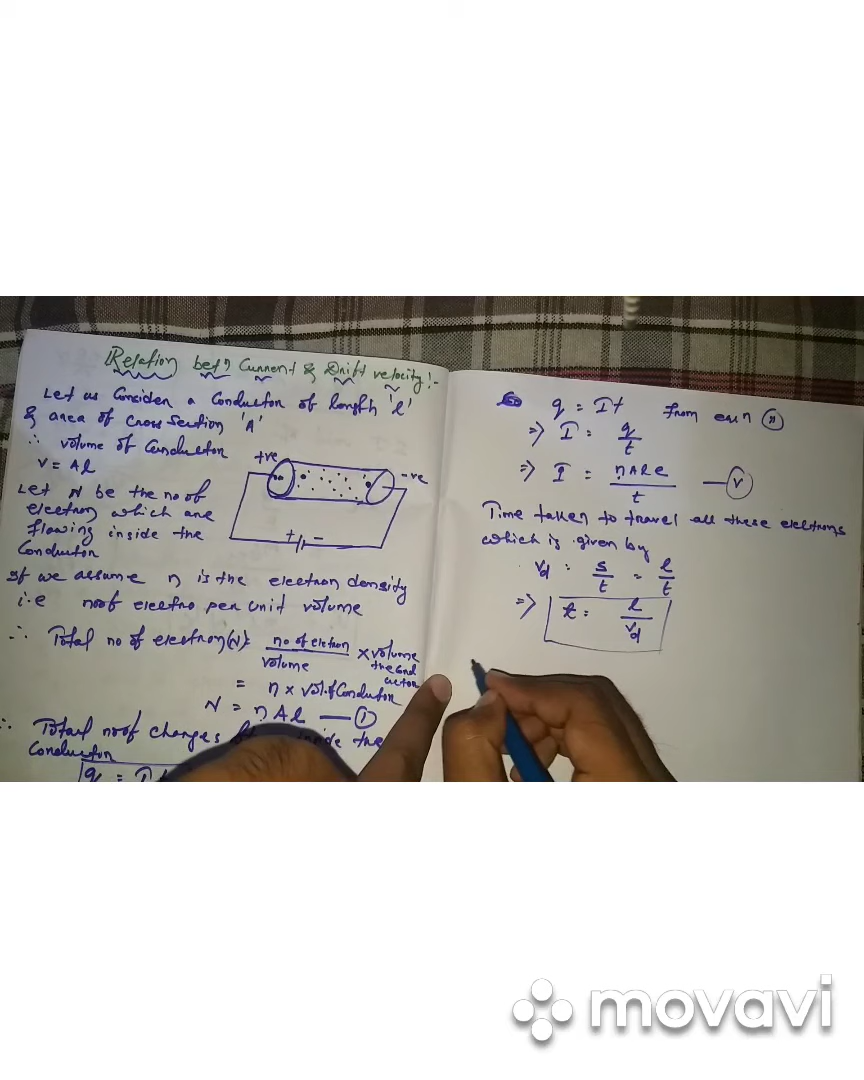 Relation betn Current & Drift velocity :-
Let us Consider a Conductor of length 'l'
& area of cross section 'A'
∴ volume of Conductor
V = Al
Let N be the no of
electron which are
flowing inside the
Conductor
+ve
-ve
+ -
if we assume n is the electron density
i.e no of electro per unit volume
∴ Total no of electron(N) = no of eletron / volume × volume
= n × vol. of Conductor
N = nAl — (1)
∴ Total no of charges inside the
Conductor
q = It
q = It from eqn
=> I = q/t
=> I = nAle/t — (V)
Time taken to travel all these electrons
which is given by
Vd = s/t = l/t
=> t = l/Vd
movavi